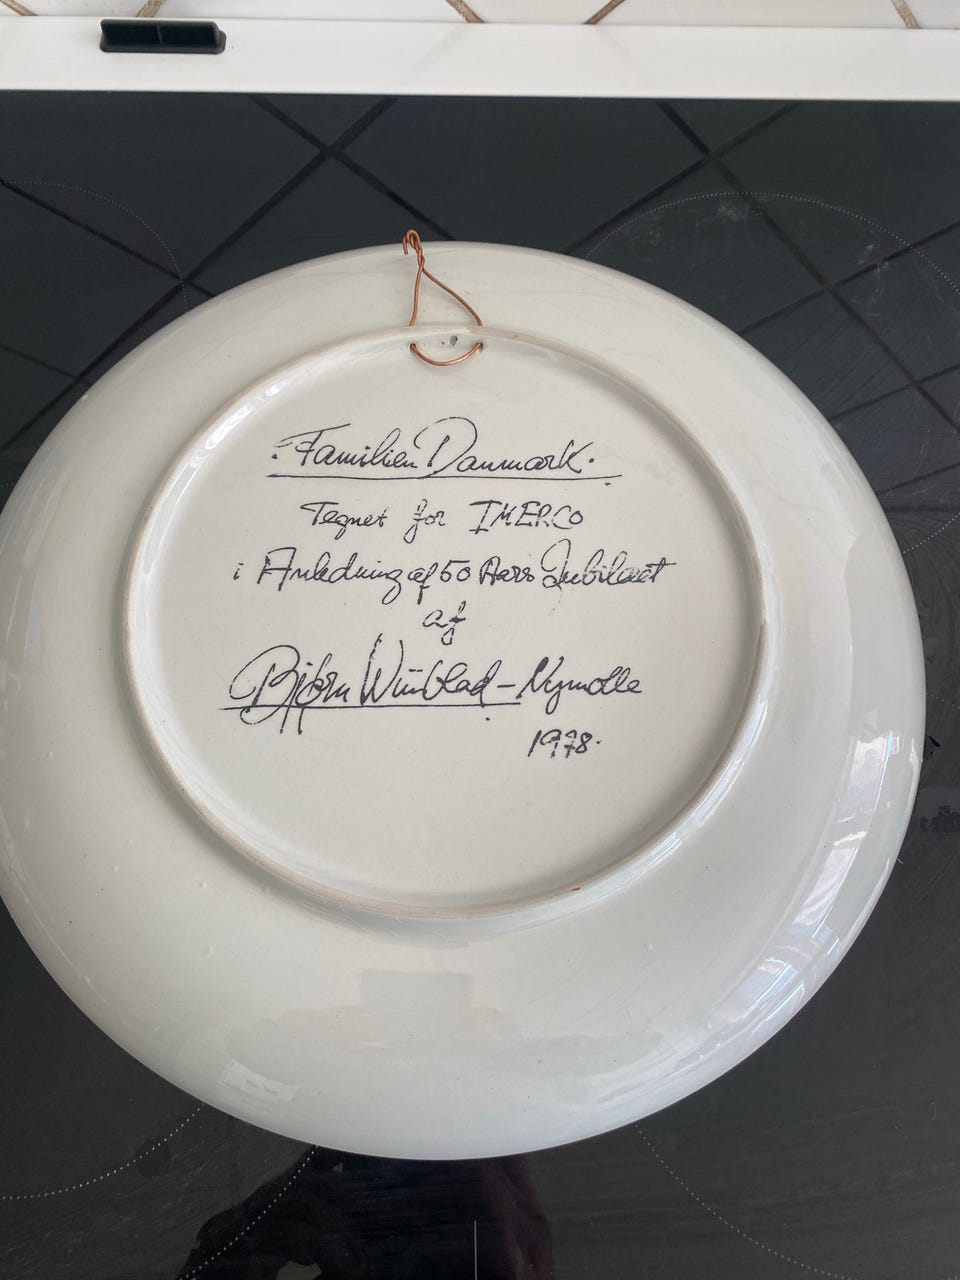 Familien Danmark.
Tegnet for IMERCO
i Anledning af 50 Aars Jubilæet
af
Bjørn Wiinblad - Nymølle
1978.